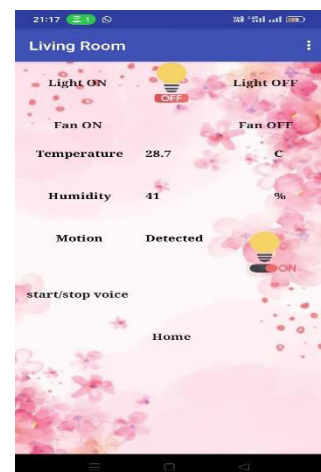 21:17
Living Room
Light ON Light OFF
OFF
Fan ON Fan OFF
Temperature 28.7 C
Humidity 41 %
Motion Detected
ON
start/stop voice
Home